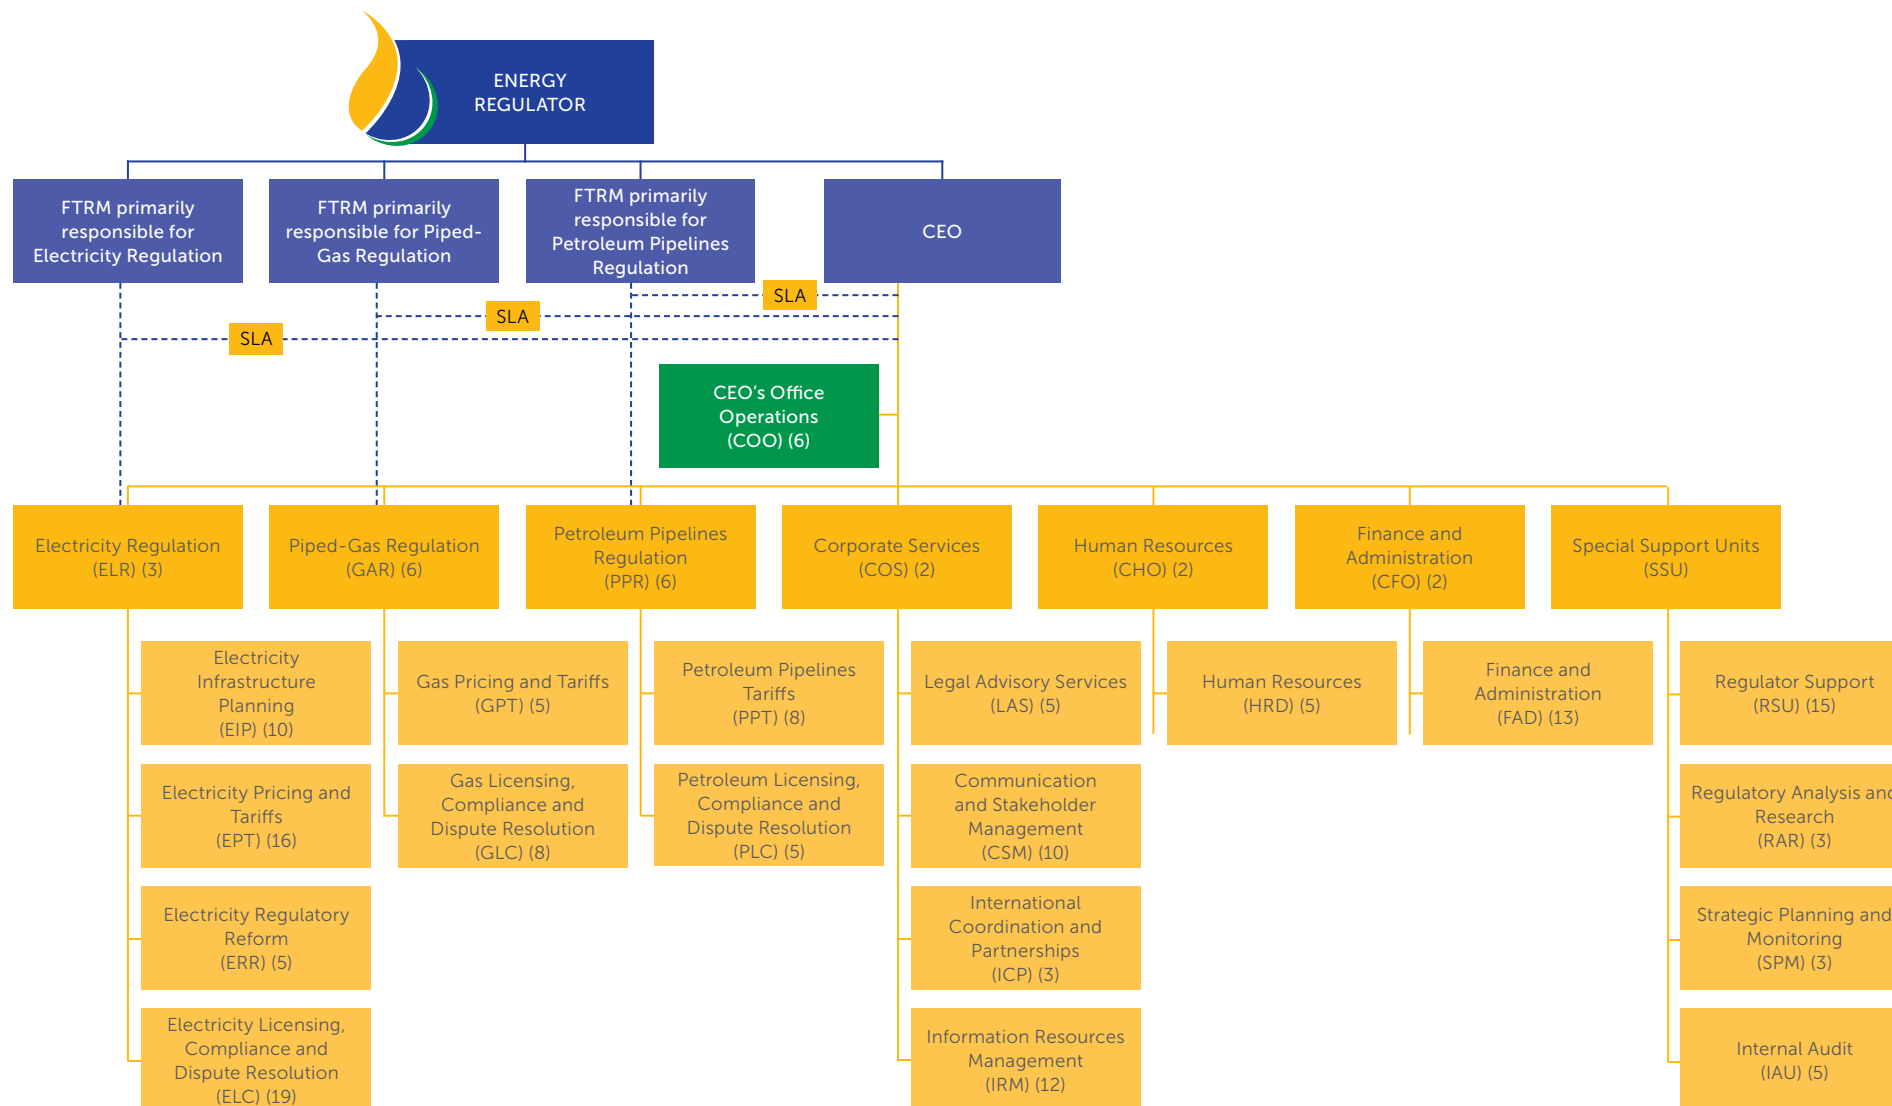 ENERGY
REGULATOR
FTRM primarily
responsible for
Electricity Regulation
FTRM primarily
responsible for Piped-
Gas Regulation
FTRM primarily
responsible for
Petroleum Pipelines
Regulation
CEO
SLA
SLA
SLA
CEO's Office
Operations
(COO) (6)
Electricity Regulation
(ELR) (3)
Piped-Gas Regulation
(GAR) (6)
Petroleum Pipelines
Regulation
(PPR) (6)
Corporate Services
(COS) (2)
Human Resources
(CHO) (2)
Finance and
Administration
(CFO) (2)
Special Support Units
(SSU)
Electricity
Infrastructure
Planning
(EIP) (10)
Gas Pricing and Tariffs
(GPT) (5)
Petroleum Pipelines
Tariffs
(PPT) (8)
Legal Advisory Services
(LAS) (5)
Human Resources
(HRD) (5)
Finance and
Administration
(FAD) (13)
Regulator Support
(RSU) (15)
Electricity Pricing and
Tariffs
(EPT) (16)
Gas Licensing,
Compliance and
Dispute Resolution
(GLC) (8)
Petroleum Licensing,
Compliance and
Dispute Resolution
(PLC) (5)
Communication
and Stakeholder
Management
(CSM) (10)
Regulatory Analysis and
Research
(RAR) (3)
Electricity Regulatory
Reform
(ERR) (5)
International
Coordination and
Partnerships
(ICP) (3)
Strategic Planning and
Monitoring
(SPM) (3)
Electricity Licensing,
Compliance and
Dispute Resolution
(ELC) (19)
Information Resources
Management
(IRM) (12)
Internal Audit
(IAU) (5)